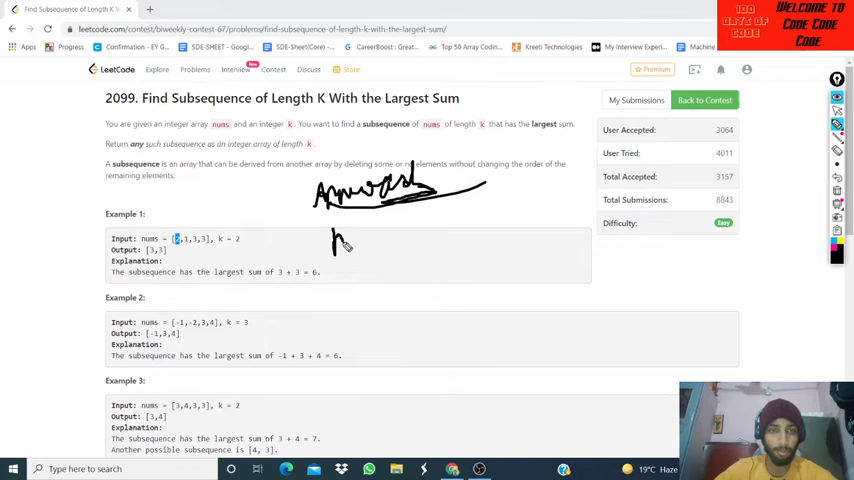 Find Subsequence of Length K W
100 DAYS OF CODE
WELCOME TO CODE CODE CODE
leetcode.com/contest/biweekly-contest-67/problems/find-subsequence-of-length-k-with-the-largest-sum/
Apps Progress Confirmation - EY G SDE-SHEET - Googl... SDE-SHEET(Core) - G... CareerBoost : Great... Top 50 Array Coding... Kreeti Technologies My Interview Experi... Machine
LeetCode Explore Problems Interview New Contest Discuss Store Premium
2099. Find Subsequence of Length K With the Largest Sum
My Submissions Back to Contest
You are given an integer array nums and an integer k. You want to find a subsequence of nums of length k that has the largest sum.
Return any such subsequence as an integer array of length k.
A subsequence is an array that can be derived from another array by deleting some or no elements without changing the order of the
remaining elements.
User Accepted: 3064
User Tried: 4011
Total Accepted: 3157
Total Submissions: 8843
Difficulty: Easy
Approach
Example 1:
Input: nums = [2,1,3,3], k = 2
Output: [3,3]
Explanation:
The subsequence has the largest sum of 3 + 3 = 6.
Example 2:
Input: nums = [-1,-2,3,4], k = 3
Output: [-1,3,4]
Explanation:
The subsequence has the largest sum of -1 + 3 + 4 = 6.
Example 3:
Input: nums = [3,4,3,3], k = 2
Output: [3,4]
Explanation:
The subsequence has the largest sum of 3 + 4 = 7.
Another possible subsequence is [4, 3].
Type here to search
19°C Haze